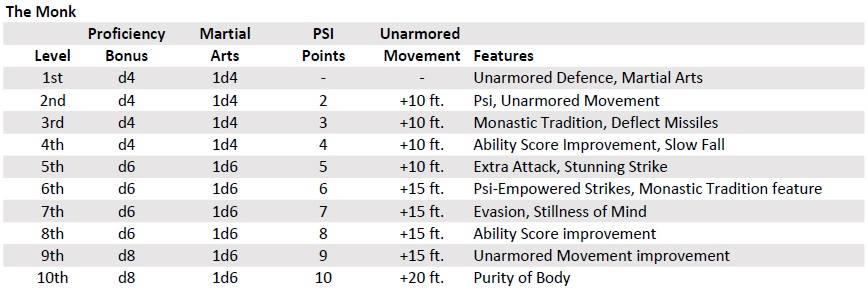 The Monk
Proficiency Martial PSI Unarmored
Level Bonus Arts Points Movement Features
1st d4 1d4 - - Unarmored Defence, Martial Arts
2nd d4 1d4 2 +10 ft. Psi, Unarmored Movement
3rd d4 1d4 3 +10 ft. Monastic Tradition, Deflect Missiles
4th d4 1d4 4 +10 ft. Ability Score Improvement, Slow Fall
5th d6 1d6 5 +10 ft. Extra Attack, Stunning Strike
6th d6 1d6 6 +15 ft. Psi-Empowered Strikes, Monastic Tradition feature
7th d6 1d6 7 +15 ft. Evasion, Stillness of Mind
8th d6 1d6 8 +15 ft. Ability Score improvement
9th d8 1d6 9 +15 ft. Unarmored Movement improvement
10th d8 1d6 10 +20 ft. Purity of Body